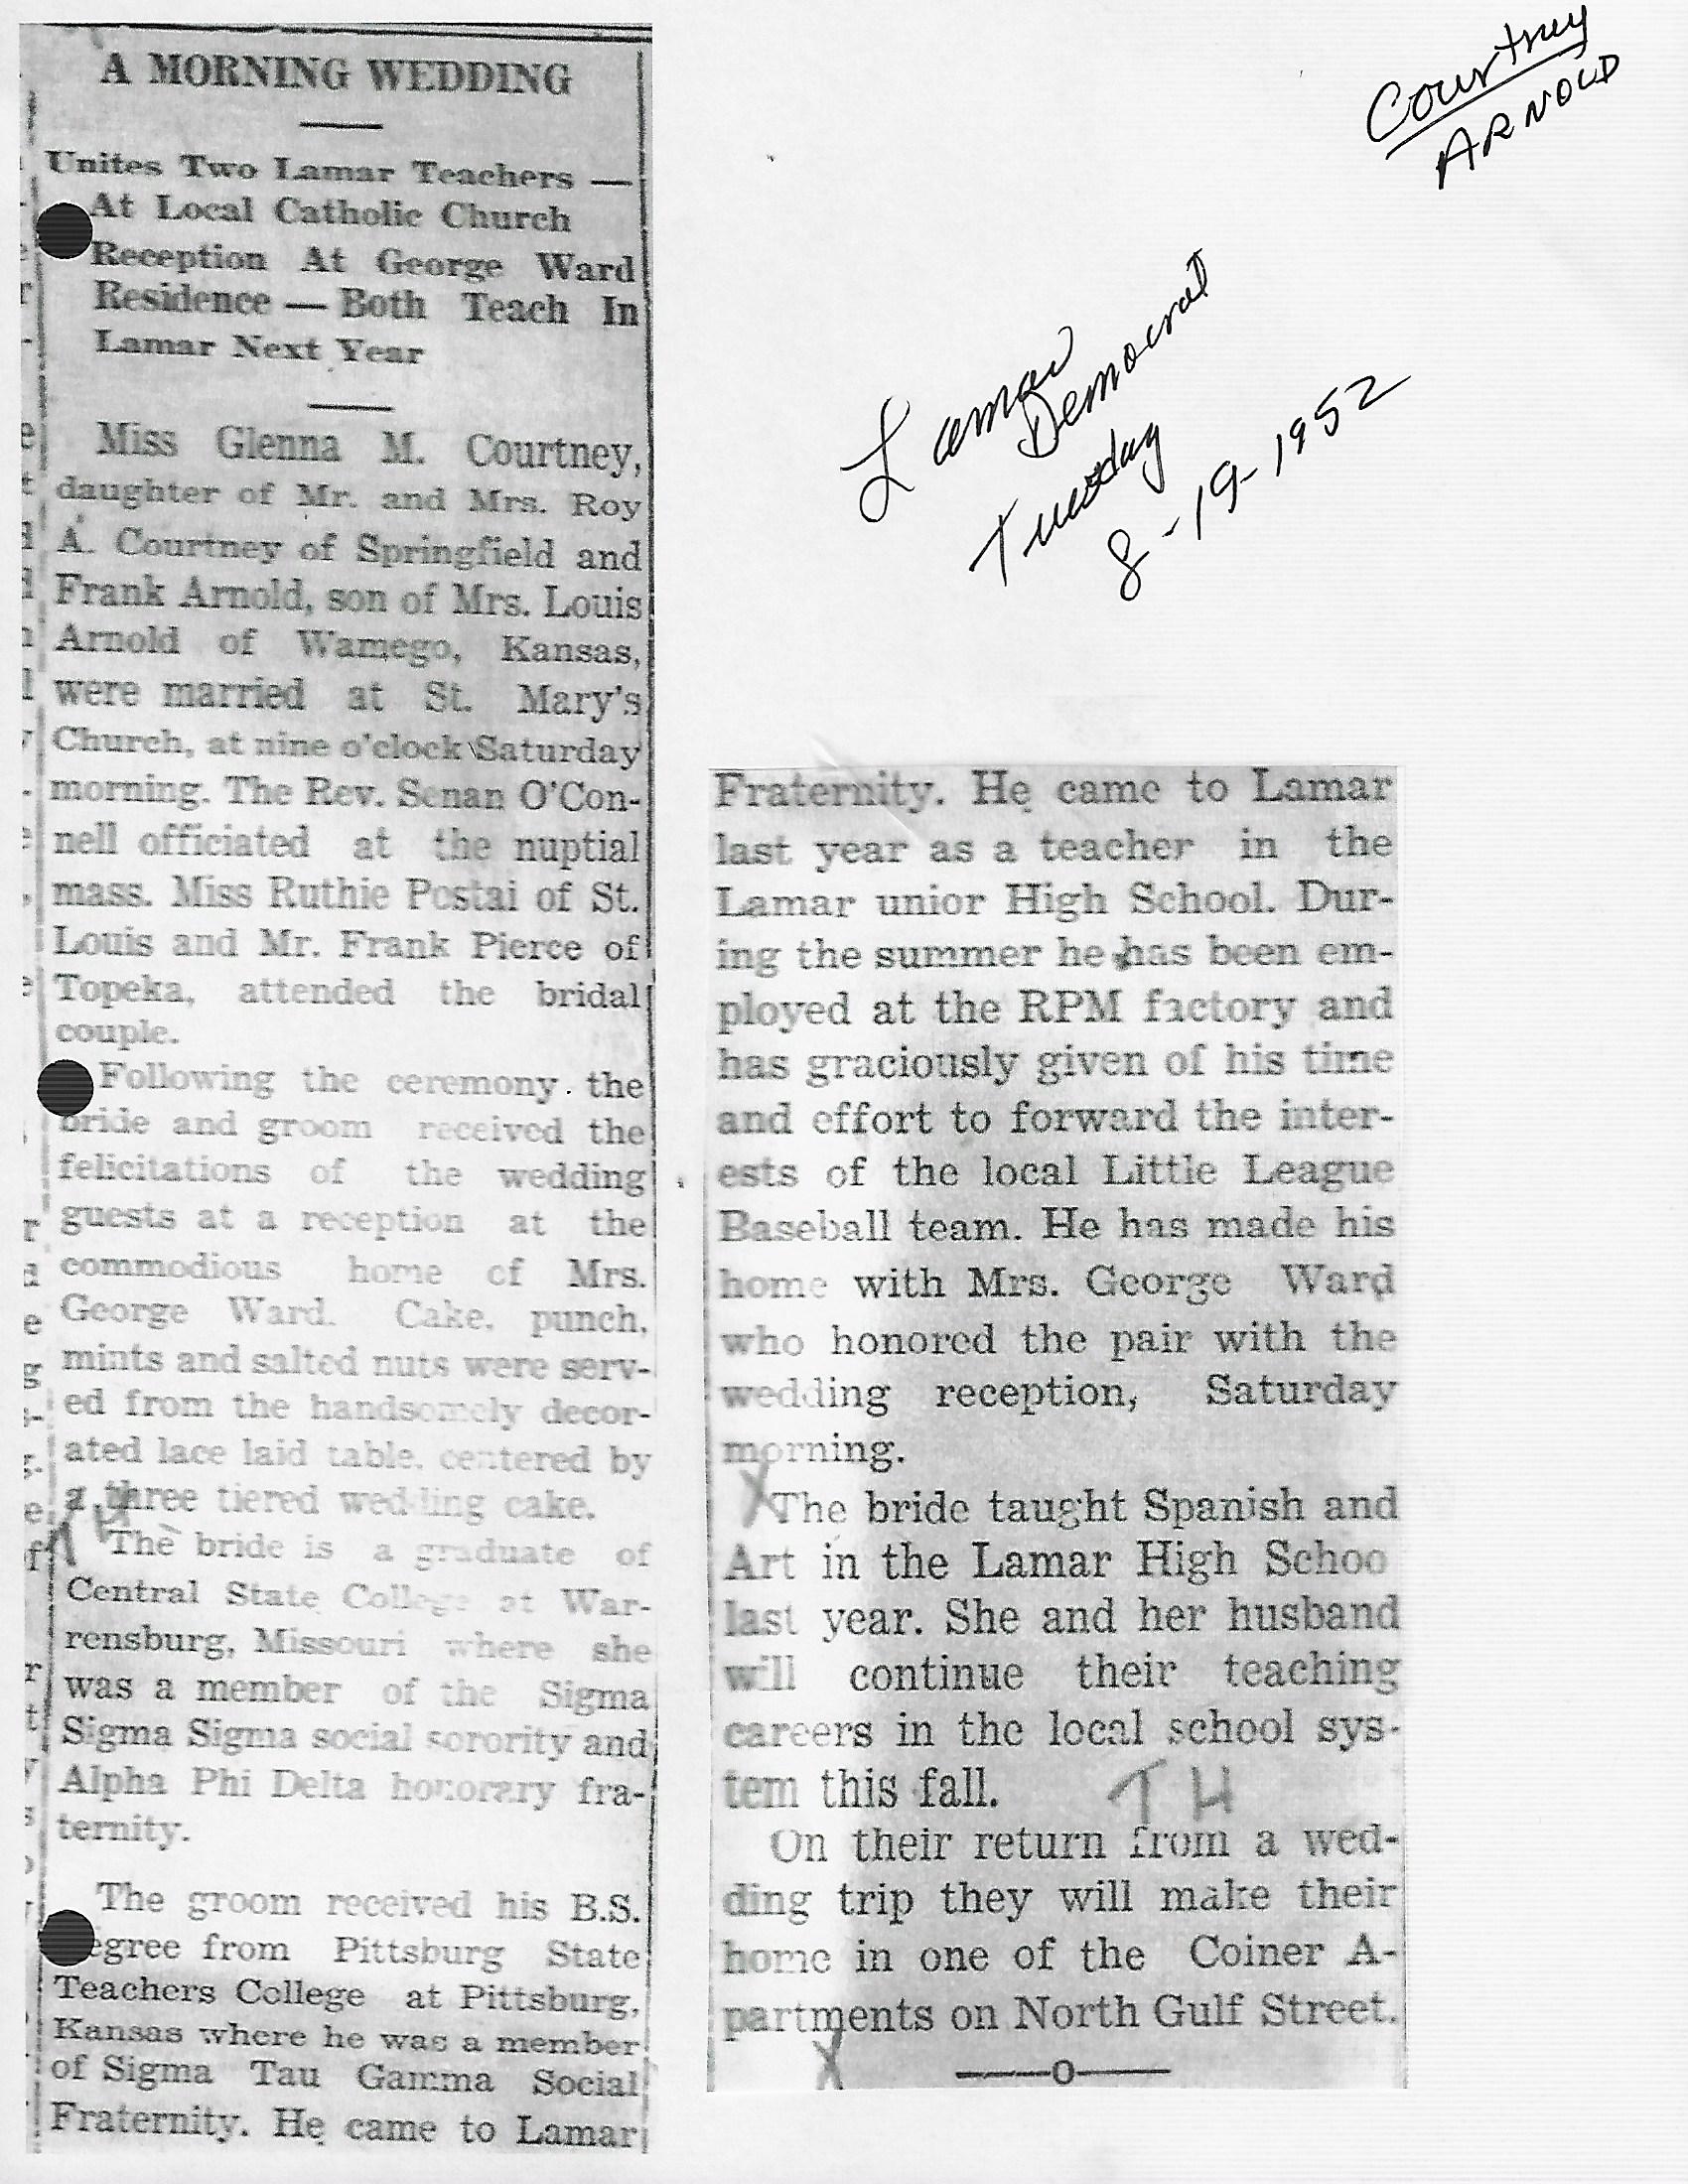 A MORNING WEDDING
Unites Two Lamar Teachers —
At Local Catholic Church
Reception At George Ward
Residence — Both Teach In
Lamar Next Year
Miss Glenna M. Courtney,
daughter of Mr. and Mrs. Roy
A. Courtney of Springfield and
Frank Arnold, son of Mrs. Louis
Arnold of Wamego, Kansas,
were married at St. Mary's
Church, at nine o'clock Saturday
morning. The Rev. Senan O'Con-
nell officiated at the nuptial
mass. Miss Ruthie Postai of St.
Louis and Mr. Frank Pierce of
Topeka, attended the bridal
couple.
Following the ceremony the
bride and groom received the
felicitations of the wedding
guests at a reception at the
commodious home of Mrs.
George Ward. Cake, punch,
mints and salted nuts were serv-
ed from the handsomely decor-
ated lace laid table, centered by
a three tiered wedding cake.
The bride is a graduate of
Central State College at War-
rensburg, Missouri where she
was a member of the Sigma
Sigma Sigma social sorority and
Alpha Phi Delta honorary fra-
ternity.
The groom received his B.S.
egree from Pittsburg State
Teachers College at Pittsburg,
Kansas where he was a member
of Sigma Tau Gamma Social
Fraternity. He came to Lamar
Courtney
ARNOLD
Lamar
Democrat
Tuesday
8-19-1952
Fraternity. He came to Lamar
last year as a teacher in the
Lamar unior High School. Dur-
ing the summer he has been em-
ployed at the RPM factory and
has graciously given of his time
and effort to forward the inter-
ests of the local Little League
Baseball team. He has made his
home with Mrs. George Ward
who honored the pair with the
wedding reception, Saturday
morning.
X
The bride taught Spanish and
Art in the Lamar High Schoo
last year. She and her husband
will continue their teaching
careers in the local school sys-
tem this fall. TH
On their return from a wed-
ding trip they will make their
home in one of the Coiner A-
partments on North Gulf Street.
X
——o——